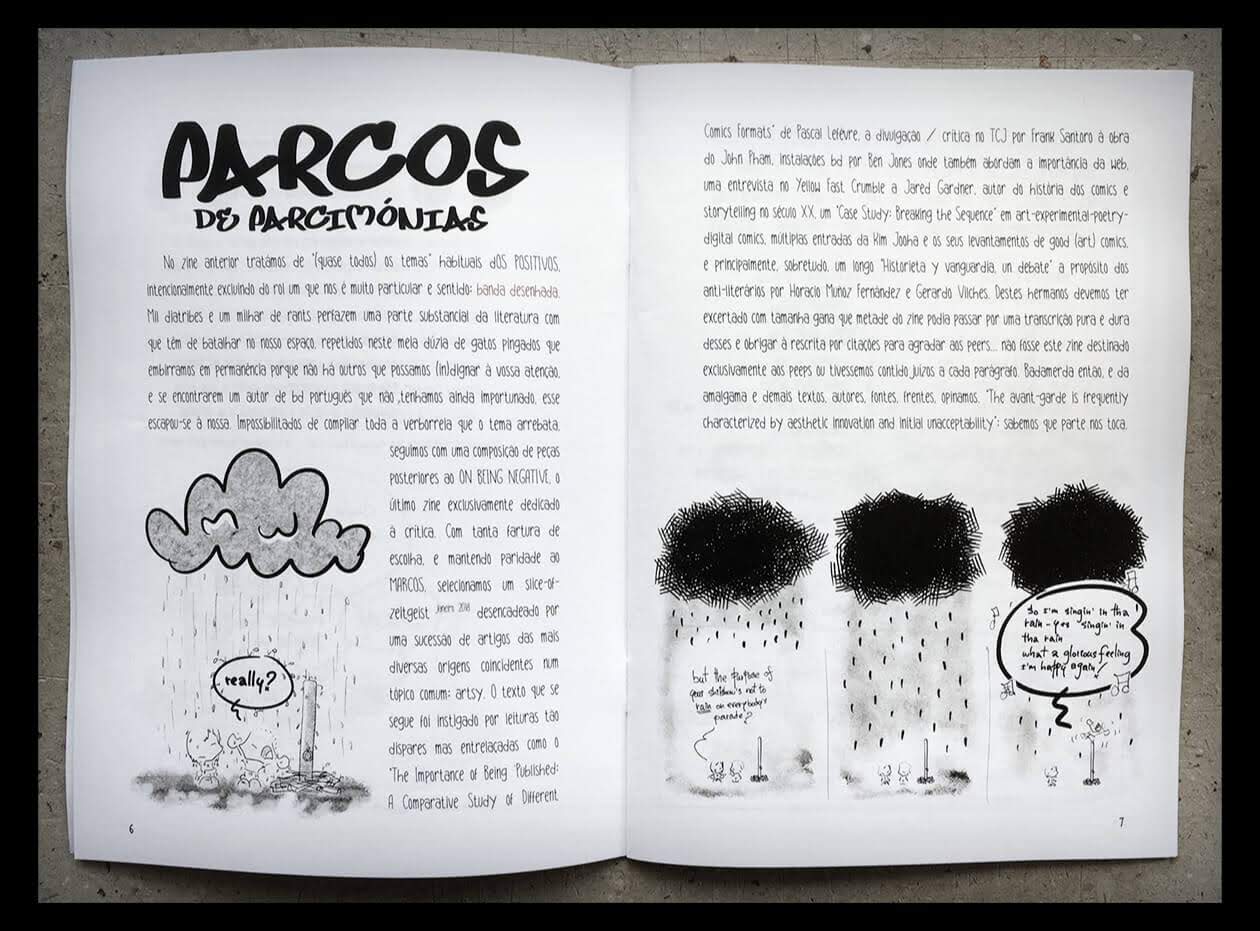 PARCOS
DE PARCIMÓNIAS
No zine anterior tratámos de "(quase todos) os temas" habituais dOS POSITIVOS,
intencionalmente excluindo do rol um que nos é muito particular e sentido: banda desenhada.
Mil diatribes e um milhar de rants perfazem uma parte substancial da literatura com
que têm de batalhar no nosso espaço, repetidos neste meia dúzia de gatos pingados que
embirramos em permanência porque não há outros que possamos (in)dignar à vossa atenção,
e se encontrarem um autor de bd português que não ,tenhamos ainda importunado, esse
escapou-se à nossa. Impossibilitados de compilar toda a verborreia que o tema arrebata,
seguimos com uma composição de peças
posteriores ao ON BEING NEGATIVE, o
último zine exclusivamente dedicado
à crítica. Com tanta fartura de
escolha, e mantendo paridade ao
MARCOS, selecionamos um slice-of-
zeitgeist Janeiro 2018 desencadeado por
uma sucessão de artigos das mais
diversas origens coincidentes num
tópico comum: artsy. O texto que se
segue foi instigado por leituras tão
díspares mas entrelaçadas como o
"The Importance of Being Published:
A Comparative Study of Different
really?
6
Comics Formats" de Pascal Lefèvre, a divulgação / crítica no TCJ por Frank Santoro à obra
do John Pham, instalações bd por Ben Jones onde também abordam a importância da web,
uma entrevista no Yellow Fast Crumble a Jared Gardner, autor do história dos comics e
storytelling no século XX, um "Case Study: Breaking the Sequence" em art-experimental-poetry-
digital comics, múltiplas entradas da Kim Jooha e os seus levantamentos de good (art) comics,
e principalmente, sobretudo, um longo "Historieta y vanguardia, un debate" a propósito dos
anti-literários por Horacio Muñoz Fernández e Gerardo Vilches. Destes hermanos devemos ter
excertado com tamanha gana que metade do zine podia passar por uma transcrição pura e dura
desses e obrigar à rescrita por citações para agradar aos peers... não fosse este zine destinado
exclusivamente aos peeps ou tivessemos contido juizos a cada parágrafo. Badamerda então, e da
amálgama e demais textos, autores, fontes, frentes, opinamos. "The avant-garde is frequently
characterized by aesthetic innovation and initial unacceptability": sabemos que parte nos toca.
but the purpose of
your shitshow's not to
rain on everybody's
parade?
So I'm singin' in tha
rain - yes singin' in
tha rain
what a glorious feeling
I'm happy again!
7